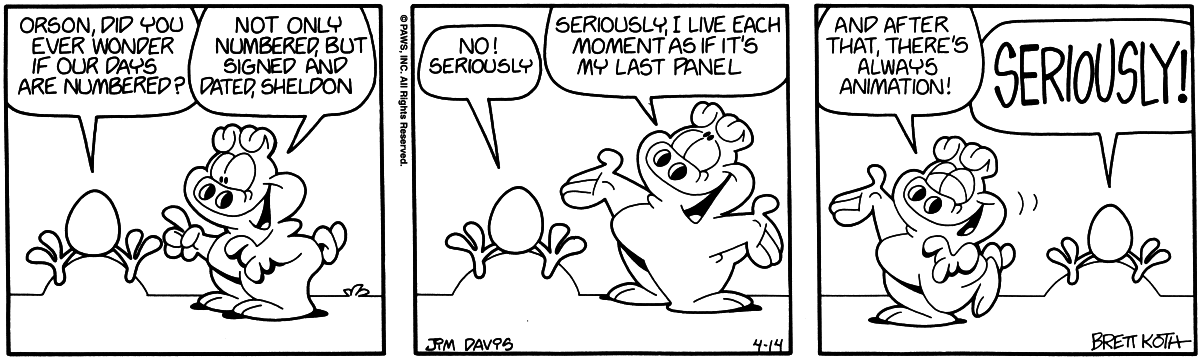 ORSON, DID YOU
EVER WONDER
IF OUR DAYS
ARE NUMBERED?
NOT ONLY
NUMBERED, BUT
SIGNED AND
DATED, SHELDON
© PAWS, INC. All Rights Reserved.
NO!
SERIOUSLY
SERIOUSLY, I LIVE EACH
MOMENT AS IF IT'S
MY LAST PANEL
JIM DAVIS
4-14
AND AFTER
THAT, THERE'S
ALWAYS
ANIMATION!
SERIOUSLY!
BRETT KOTH